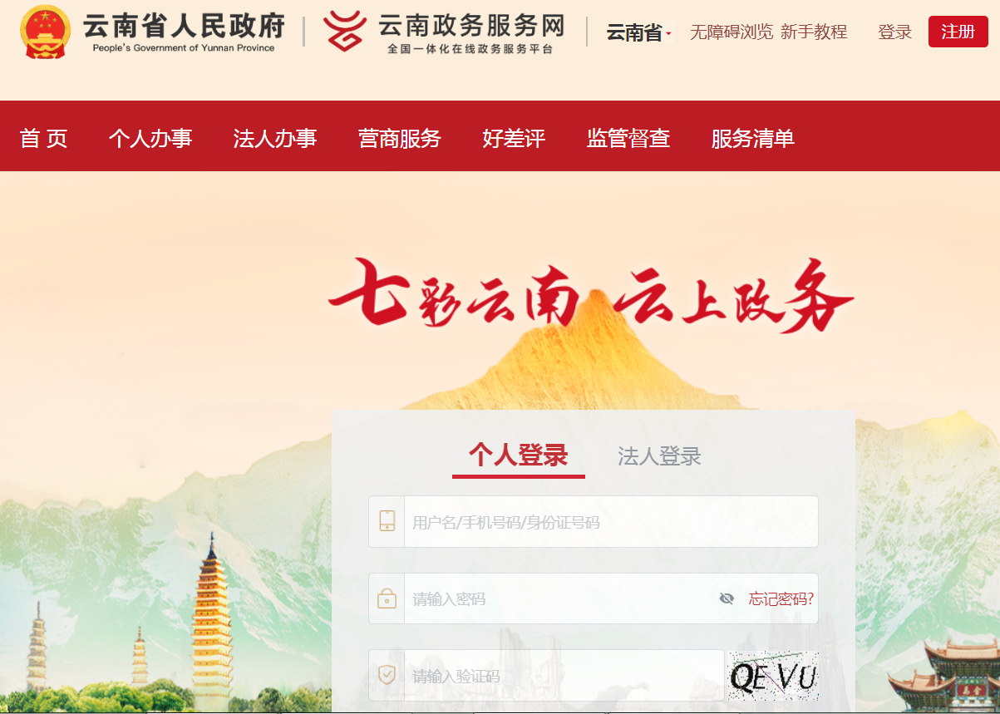 云南省人民政府
People's Government of Yunnan Province
云南政务服务网
全国一体化在线政务服务平台
云南省 无障碍浏览 新手教程 登录 注册
首 页 个人办事 法人办事 营商服务 好差评 监管督查 服务清单
七彩云南 云上政务
个人登录 法人登录
用户名/手机号码/身份证号码
请输入密码 忘记密码?
请输入验证码 QEVU